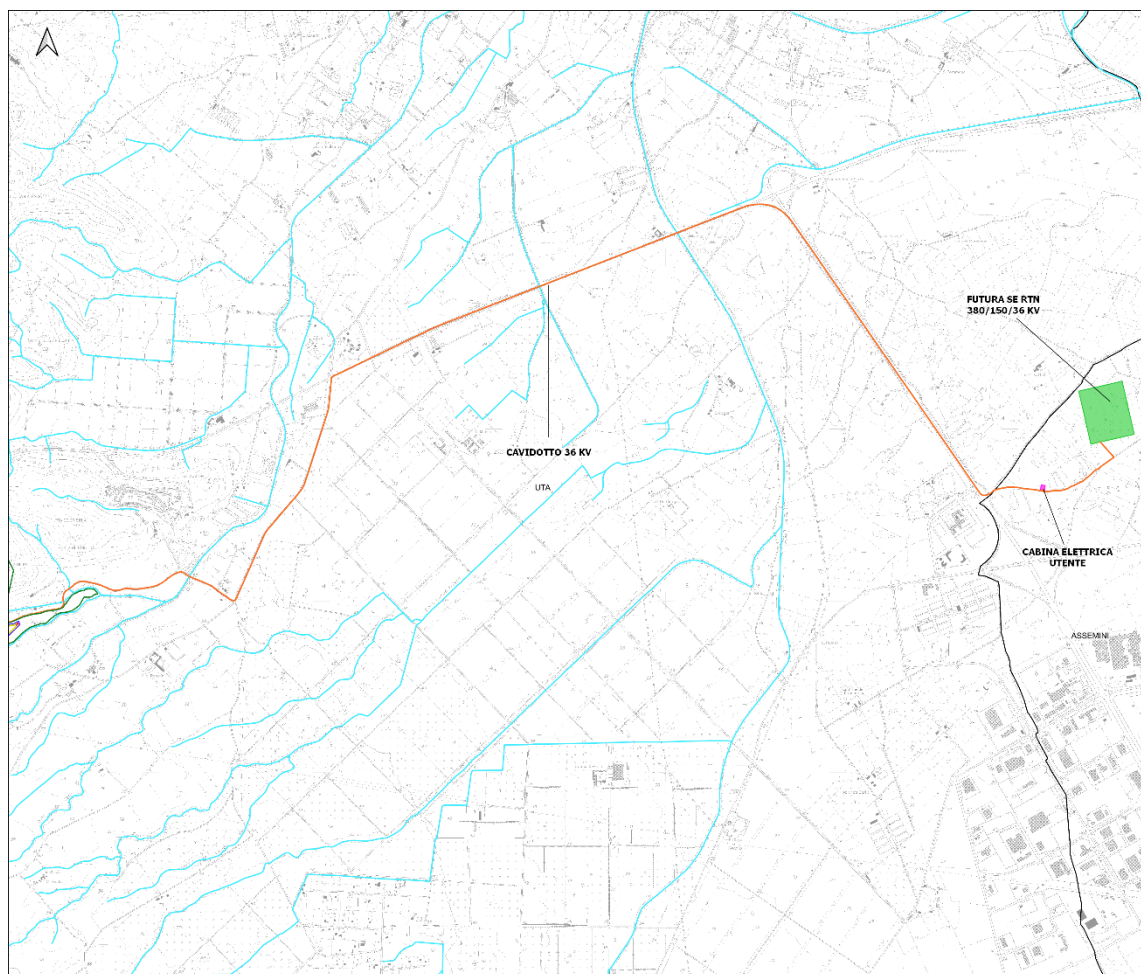 FUTURA SE RTN
380/150/36 KV
CAVIDOTTO 36 KV
UTA
CABINA ELETTRICA
UTENTE
ASSEMINI